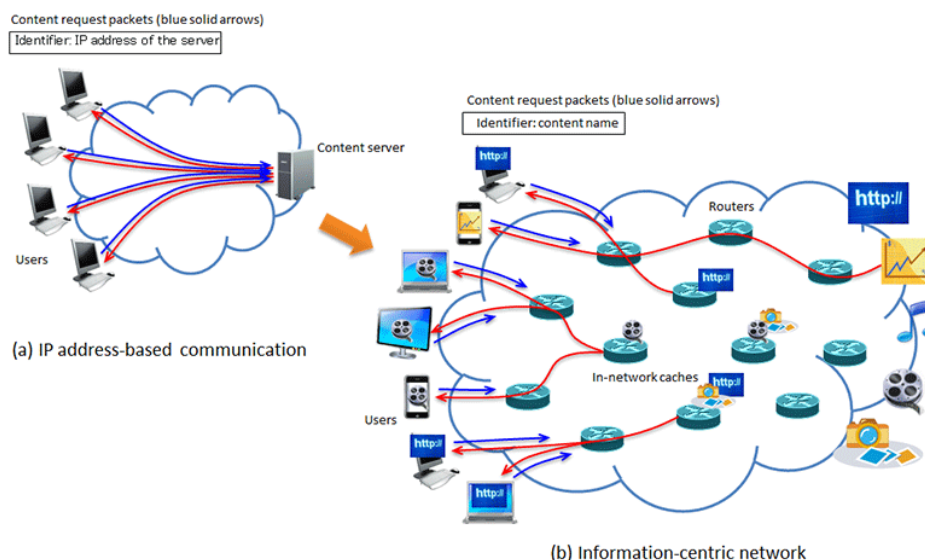 Content request packets (blue solid arrows)
Identifier: IP address of the server
Content server
Users
(a) IP address-based communication
Content request packets (blue solid arrows)
Identifier: content name
http://
Routers
http://
http://
In-network caches
http://
Users
http://
http://
(b) Information-centric network